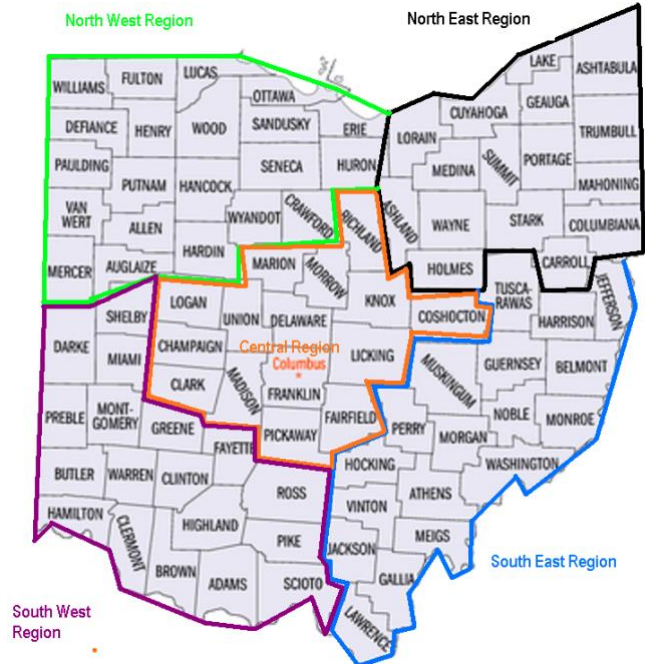 North West Region
North East Region
WILLIAMS
FULTON
LUCAS
OTTAWA
LAKE
ASHTABULA
DEFIANCE
HENRY
WOOD
SANDUSKY
ERIE
LORAIN
CUYAHOGA
GEAUGA
TRUMBULL
PAULDING
PUTNAM
HANCOCK
SENECA
HURON
MEDINA
SUMMIT
PORTAGE
MAHONING
VAN
WERT
ALLEN
WYANDOT
CRAWFORD
RICHLAND
ASHLAND
WAYNE
STARK
COLUMBIANA
MERCER
AUGLAIZE
HARDIN
MARION
MORROW
HOLMES
CARROLL
JEFFERSON
LOGAN
UNION
DELAWARE
KNOX
COSHOCTON
TUSCA-
RAWAS
HARRISON
DARKE
SHELBY
MIAMI
CHAMPAIGN
Central Region
Columbus
LICKING
MUSKINGUM
GUERNSEY
BELMONT
CLARK
MADISON
FRANKLIN
FAIRFIELD
PERRY
NOBLE
MONROE
PREBLE
MONT-
GOMERY
GREENE
FAYETTE
PICKAWAY
MORGAN
WASHINGTON
BUTLER
WARREN
CLINTON
ROSS
HOCKING
ATHENS
HAMILTON
CLERMONT
HIGHLAND
PIKE
VINTON
MEIGS
BROWN
ADAMS
SCIOTO
JACKSON
GALLIA
LAWRENCE
South East Region
South West
Region